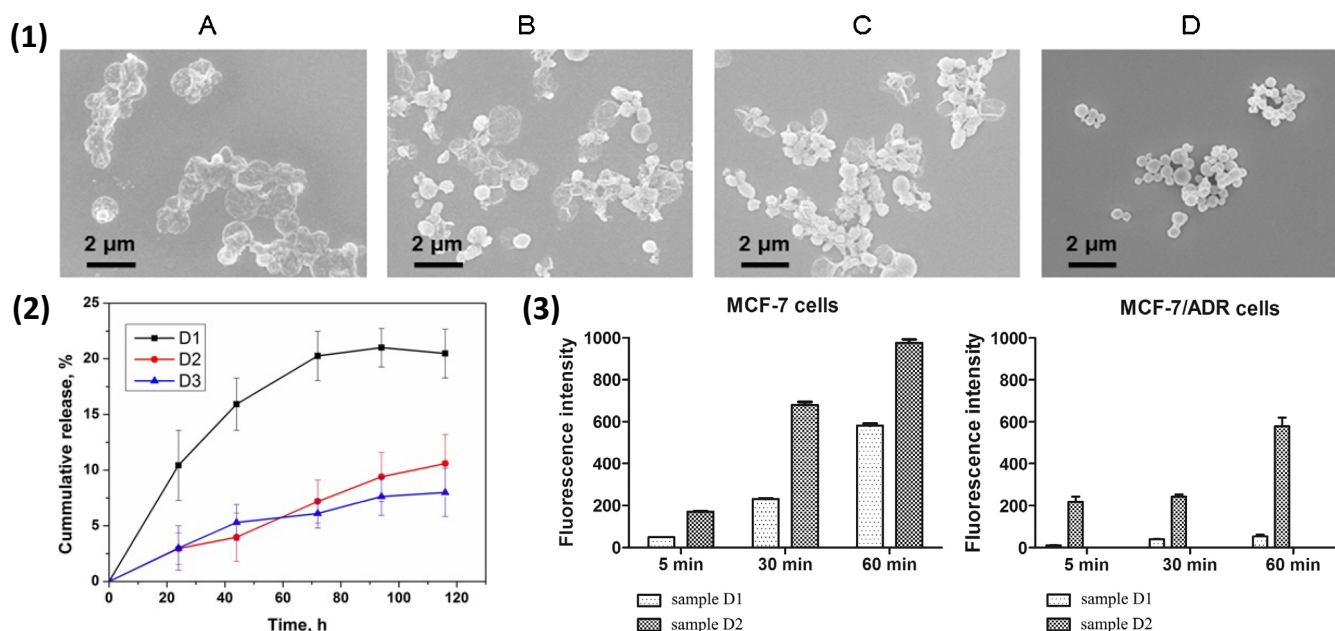 (1)
A B C D
2 µm 2 µm 2 µm 2 µm
(2)
25
20
15
10
5
0
Cummulative release, %
D1
D2
D3
0 20 40 60 80 100 120
Time, h
(3)
MCF-7 cells
1000
800
600
400
200
0
Fluorescence intensity
5 min 30 min 60 min
sample D1
sample D2
MCF-7/ADR cells
1000
800
600
400
200
0
Fluorescence intensity
5 min 30 min 60 min
sample D1
sample D2